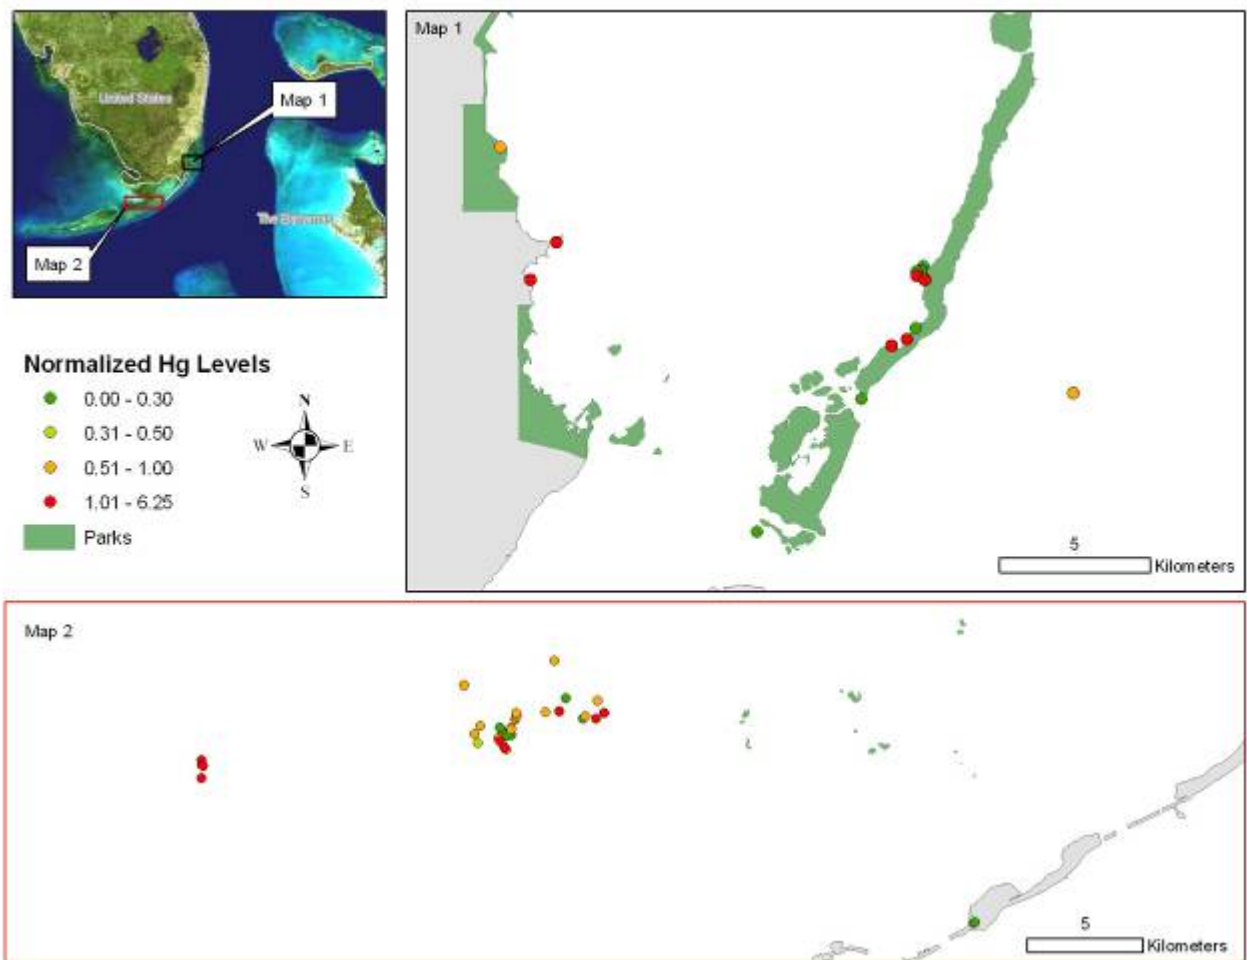 Map 1
United States
Map 1
The Bahamas
Map 2
Normalized Hg Levels
0.00 - 0.30
0.31 - 0.50
0.51 - 1.00
1.01 - 6.25
Parks
N
W E
S
5
Kilometers
Map 2
5
Kilometers